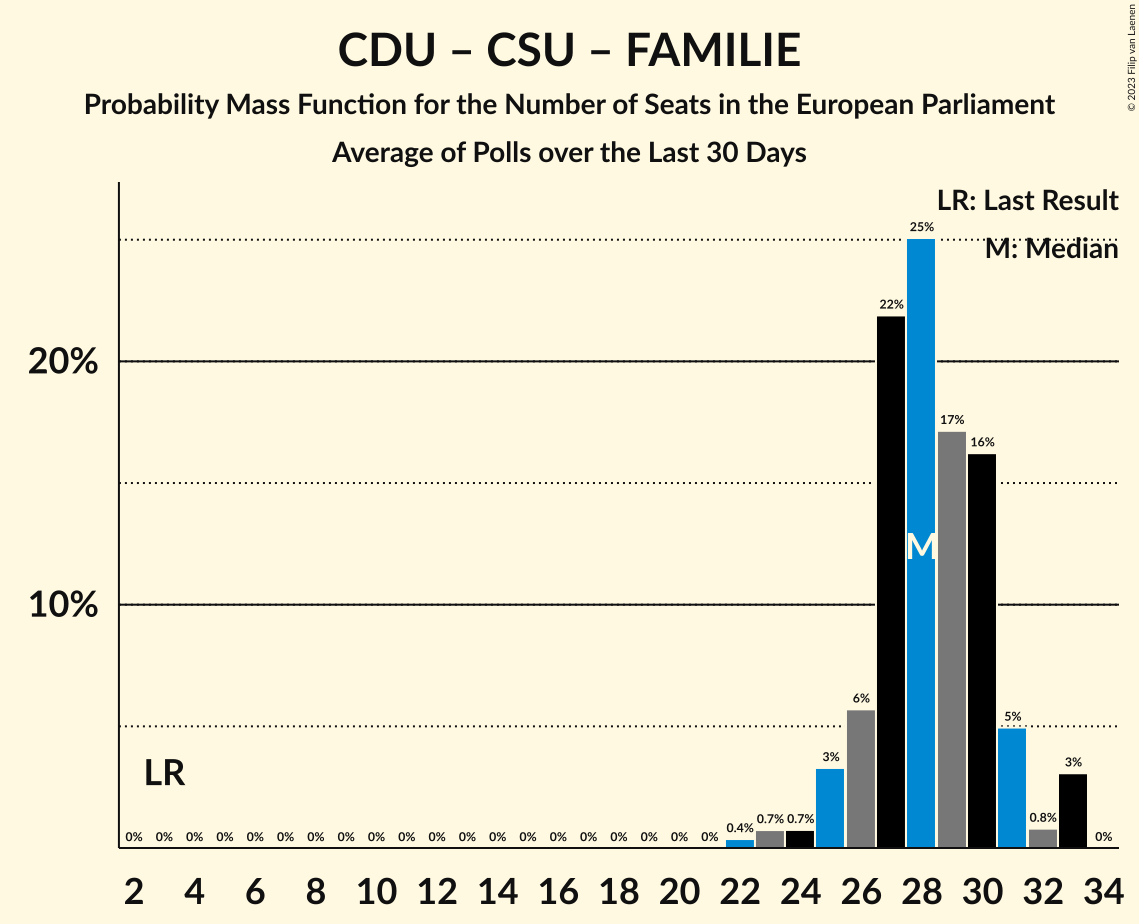 CDU – CSU – FAMILIE
Probability Mass Function for the Number of Seats in the European Parliament
Average of Polls over the Last 30 Days
© 2023 Filip van Laenen
LR: Last Result
M: Median
25%
22%
20%
17%
16%
M
10%
6%
5%
LR
3%
3%
0% 0% 0% 0% 0% 0% 0% 0% 0% 0% 0% 0% 0% 0% 0% 0% 0% 0% 0% 0% 0.4% 0.7% 0.7% 0.8% 0%
2 4 6 8 10 12 14 16 18 20 22 24 26 28 30 32 34